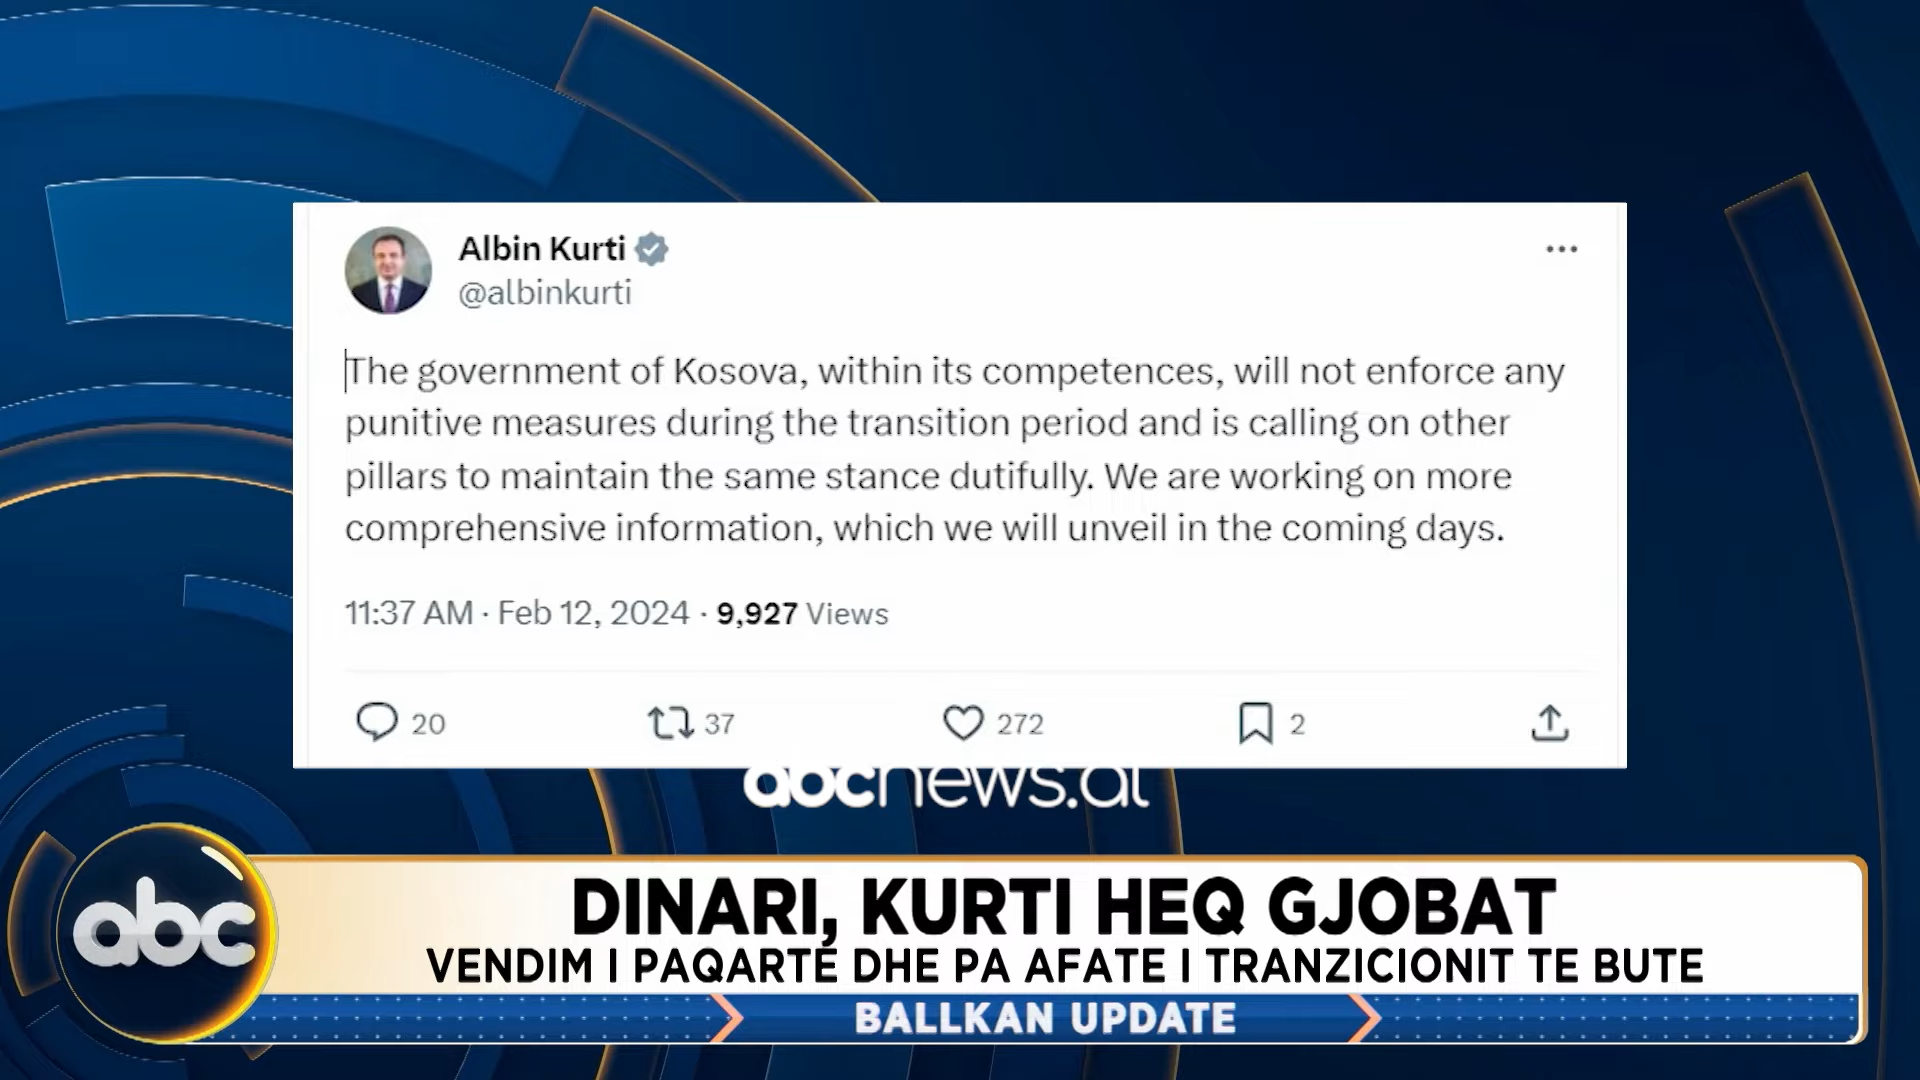 Albin Kurti
@albinkurti
The government of Kosova, within its competences, will not enforce any
punitive measures during the transition period and is calling on other
pillars to maintain the same stance dutifully. We are working on more
comprehensive information, which we will unveil in the coming days.
11:37 AM · Feb 12, 2024 · 9,927 Views
20 37 272 2
abcnews.al
abc
DINARI, KURTI HEQ GJOBAT
VENDIM I PAQARTË DHE PA AFATE I TRANZICIONIT TE BUTE
BALLKAN UPDATE